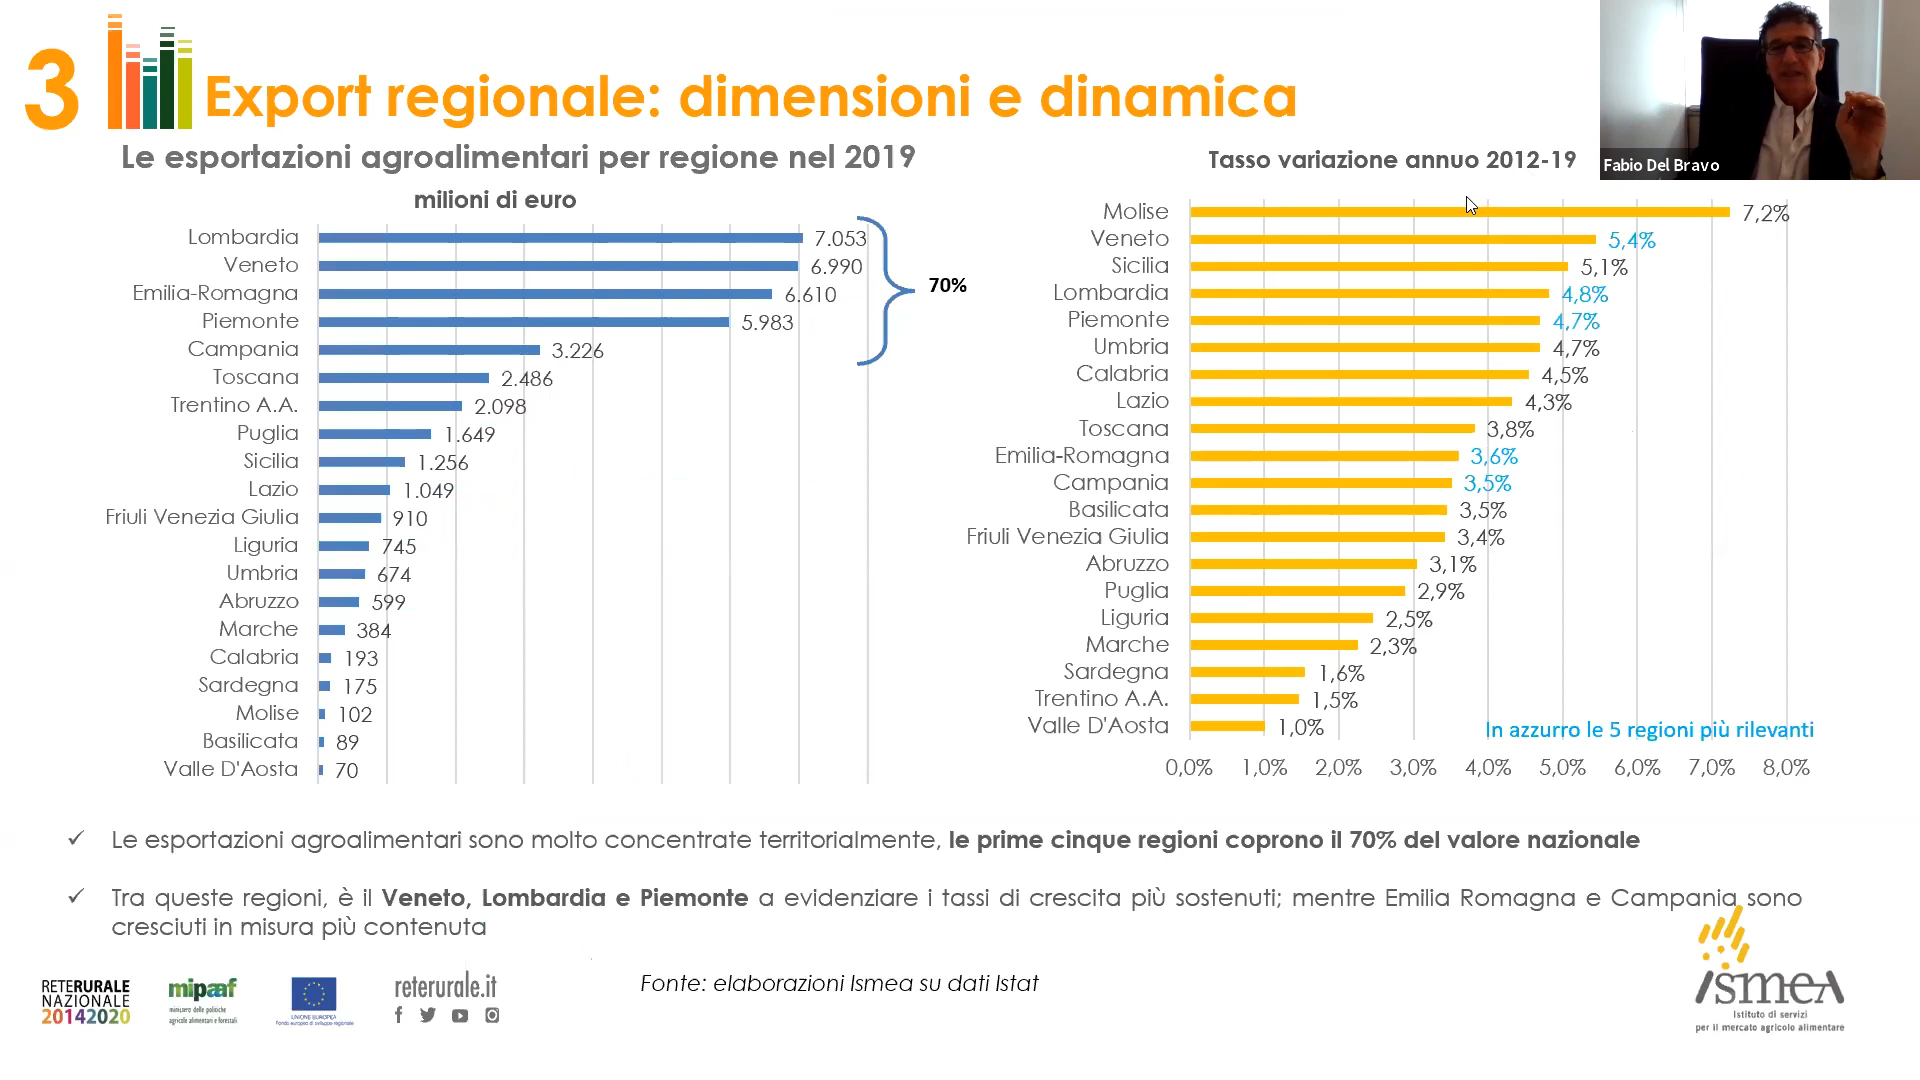 3
Export regionale: dimensioni e dinamica
Fabio Del Bravo
Le esportazioni agroalimentari per regione nel 2019
milioni di euro
Lombardia 7.053
Veneto 6.990
Emilia-Romagna 6.610
Piemonte 5.983
Campania 3.226
Toscana 2.486
Trentino A.A. 2.098
Puglia 1.649
Sicilia 1.256
Lazio 1.049
Friuli Venezia Giulia 910
Liguria 745
Umbria 674
Abruzzo 599
Marche 384
Calabria 193
Sardegna 175
Molise 102
Basilicata 89
Valle D'Aosta 70
70%
Tasso variazione annuo 2012-19
Molise 7,2%
Veneto 5,4%
Sicilia 5,1%
Lombardia 4,8%
Piemonte 4,7%
Umbria 4,7%
Calabria 4,5%
Lazio 4,3%
Toscana 3,8%
Emilia-Romagna 3,6%
Campania 3,5%
Basilicata 3,5%
Friuli Venezia Giulia 3,4%
Abruzzo 3,1%
Puglia 2,9%
Liguria 2,5%
Marche 2,3%
Sardegna 1,6%
Trentino A.A. 1,5%
Valle D'Aosta 1,0%
In azzurro le 5 regioni più rilevanti
0,0% 1,0% 2,0% 3,0% 4,0% 5,0% 6,0% 7,0% 8,0%
✓ Le esportazioni agroalimentari sono molto concentrate territorialmente, le prime cinque regioni coprono il 70% del valore nazionale
✓ Tra queste regioni, è il Veneto, Lombardia e Piemonte a evidenziare i tassi di crescita più sostenuti; mentre Emilia Romagna e Campania sono
cresciuti in misura più contenuta
Fonte: elaborazioni Ismea su dati Istat
RETERURALE
NAZIONALE
20142020
mipaaf
ministero delle politiche
agricole alimentari e forestali
UNIONE EUROPEA
Fondo europeo di sviluppo regionale
reterurale.it
ismea
Istituto di servizi
per il mercato agricolo alimentare